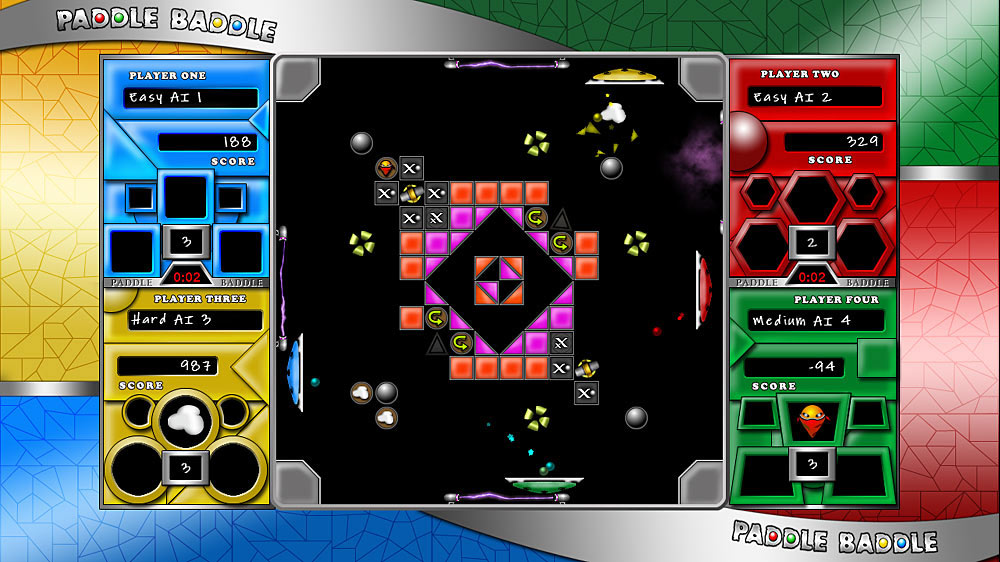 PADDLE BADDLE
PLAYER ONE
Easy AI 1
188
SCORE
3
0:02
PADDLE BADDLE
PLAYER TWO
Easy AI 2
329
SCORE
2
0:02
PADDLE BADDLE
PLAYER THREE
Hard AI 3
987
SCORE
3
PLAYER FOUR
Medium AI 4
-94
SCORE
3
X•
X•
X•
X•
X
X
X•
X•
PADDLE BADDLE